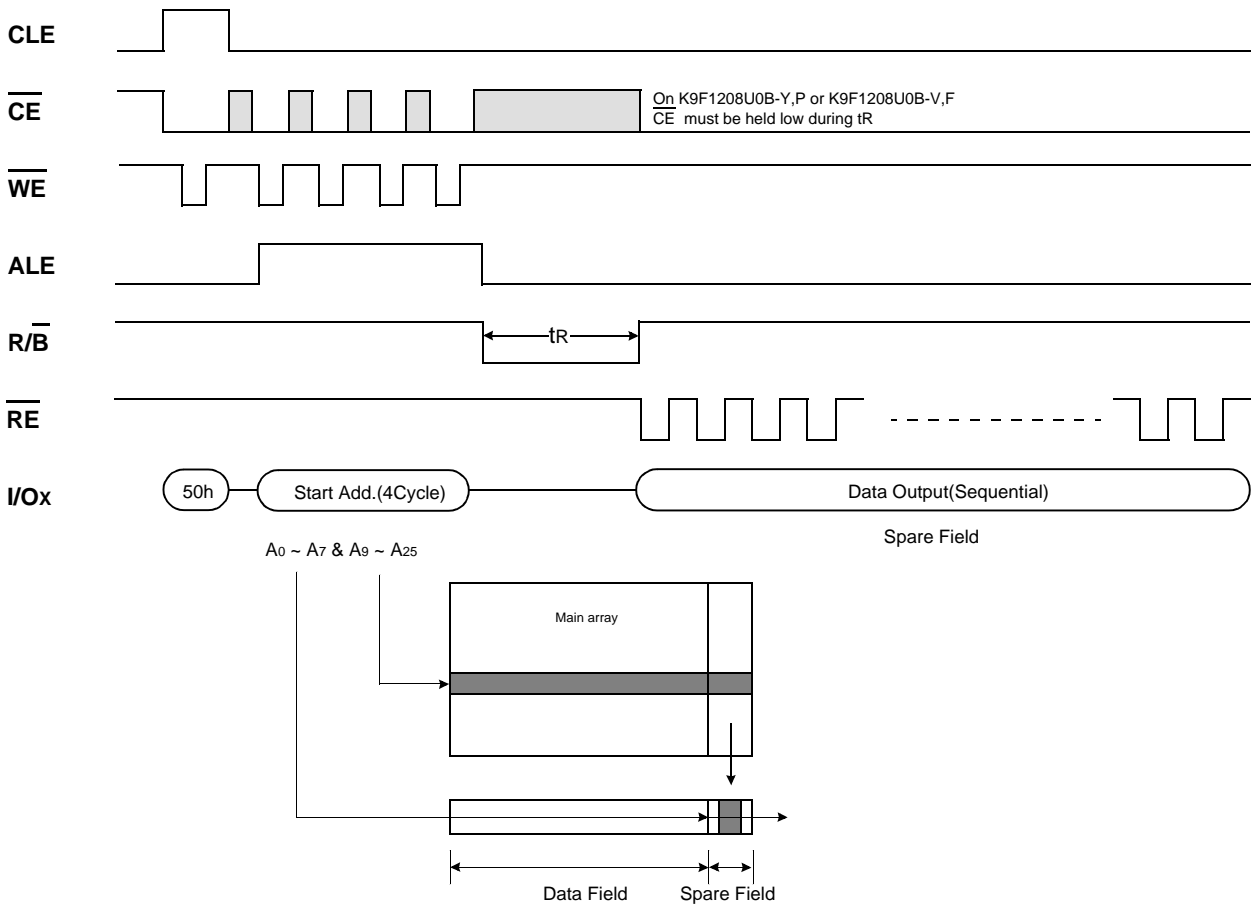 CLE
CE
On K9F1208U0B-Y,P or K9F1208U0B-V,F
CE must be held low during tR
WE
ALE
R/B
tR
RE
I/Ox
50h
Start Add.(4Cycle)
Data Output(Sequential)
Spare Field
A0 ~ A7 & A9 ~ A25
Main array
Data Field
Spare Field